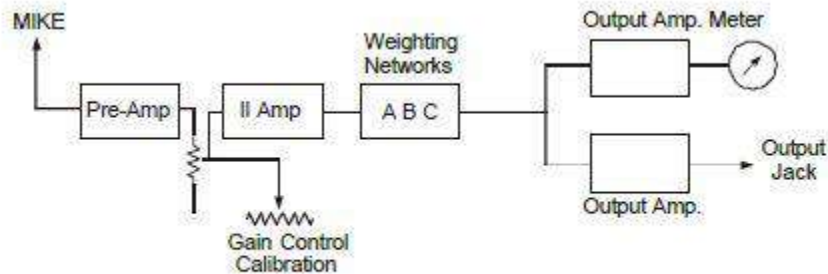 MIKE
Output Amp. Meter
Weighting
Networks
Pre-Amp
II Amp
A B C
Output
Jack
Output Amp.
Gain Control
Calibration